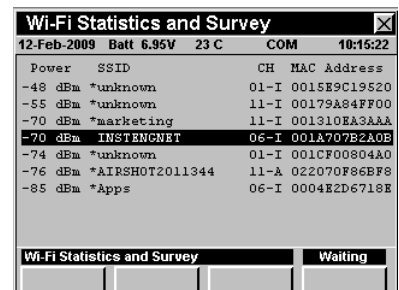 Wi-Fi Statistics and Survey
12-Feb-2009 Batt 6.95V 23 C COM 10:15:22
Power SSID CH MAC Address
-48 dBm *unknown 01-I 0015E9C19520
-55 dBm *unknown 11-I 00179A84FF00
-70 dBm *marketing 11-I 001310EA3AAA
-70 dBm INSTENGNET 06-I 001A707B2A0B
-74 dBm *unknown 01-I 001CF00804A0
-76 dBm *AIRSHOT2011344 11-A 022070F86BF8
-85 dBm *Apps 06-I 0004E2D6718E
Wi-Fi Statistics and Survey Waiting